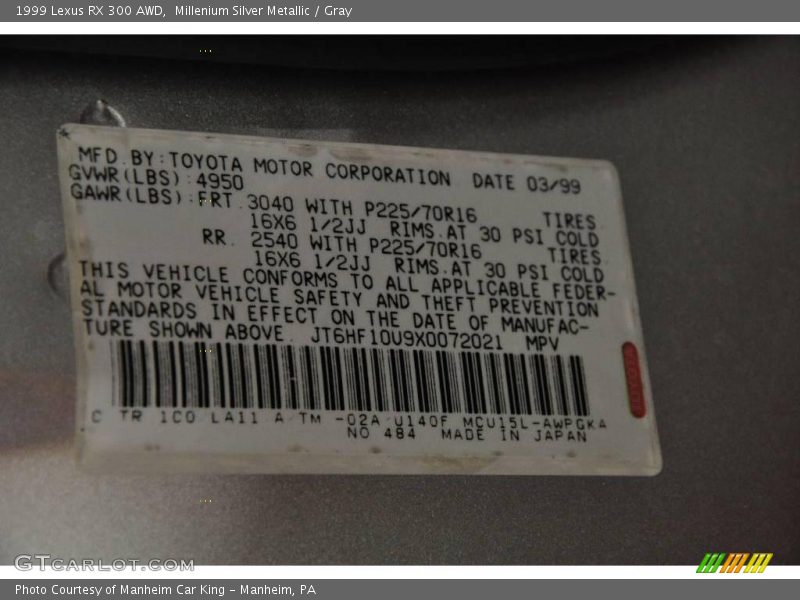 1999 Lexus RX 300 AWD, Millenium Silver Metallic / Gray
MFD. BY: TOYOTA MOTOR CORPORATION DATE 03/99
GVWR(LBS): 4950
GAWR(LBS): FRT. 3040 WITH P225/70R16 TIRES
16X6 1/2JJ RIMS. AT 30 PSI COLD
RR. 2540 WITH P225/70R16 TIRES
16X6 1/2JJ RIMS. AT 30 PSI COLD
THIS VEHICLE CONFORMS TO ALL APPLICABLE FEDER-
AL MOTOR VEHICLE SAFETY AND THEFT PREVENTION
STANDARDS IN EFFECT ON THE DATE OF MANUFAC-
TURE SHOWN ABOVE. JT6HF10U9X0072021 MPV
C TR 1C0 LA11 A/TM -02A/U140F MCU15L-AWPGKA
NO 484 MADE IN JAPAN
GTCarLot.com
Photo Courtesy of Manheim Car King - Manheim, PA